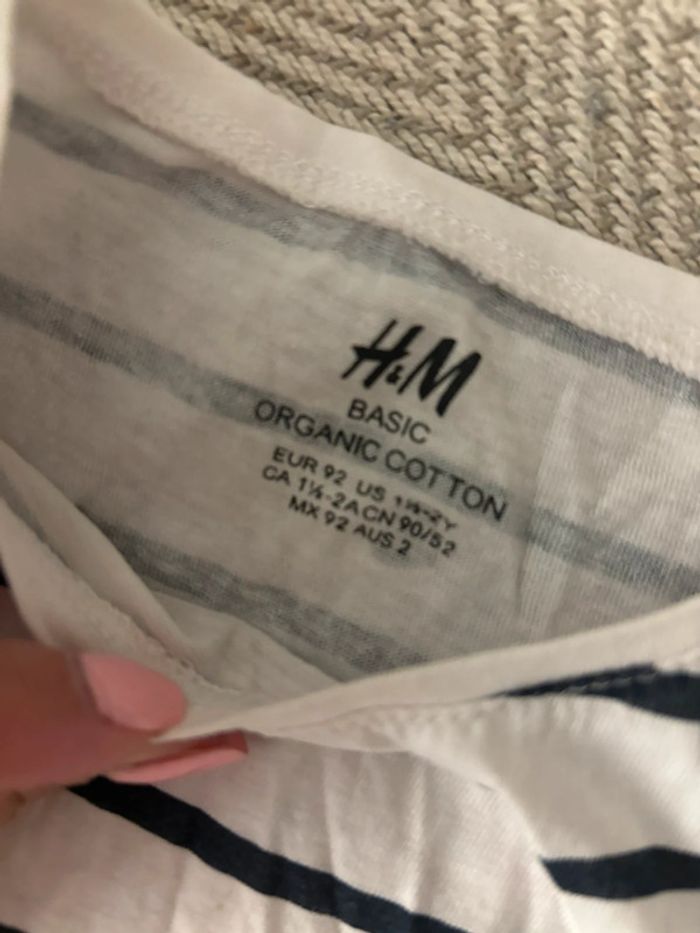 H&M
BASIC
ORGANIC COTTON
EUR 92 US 1½-2Y
CA 1½-2A CN 90/52
MX 92 AUS 2